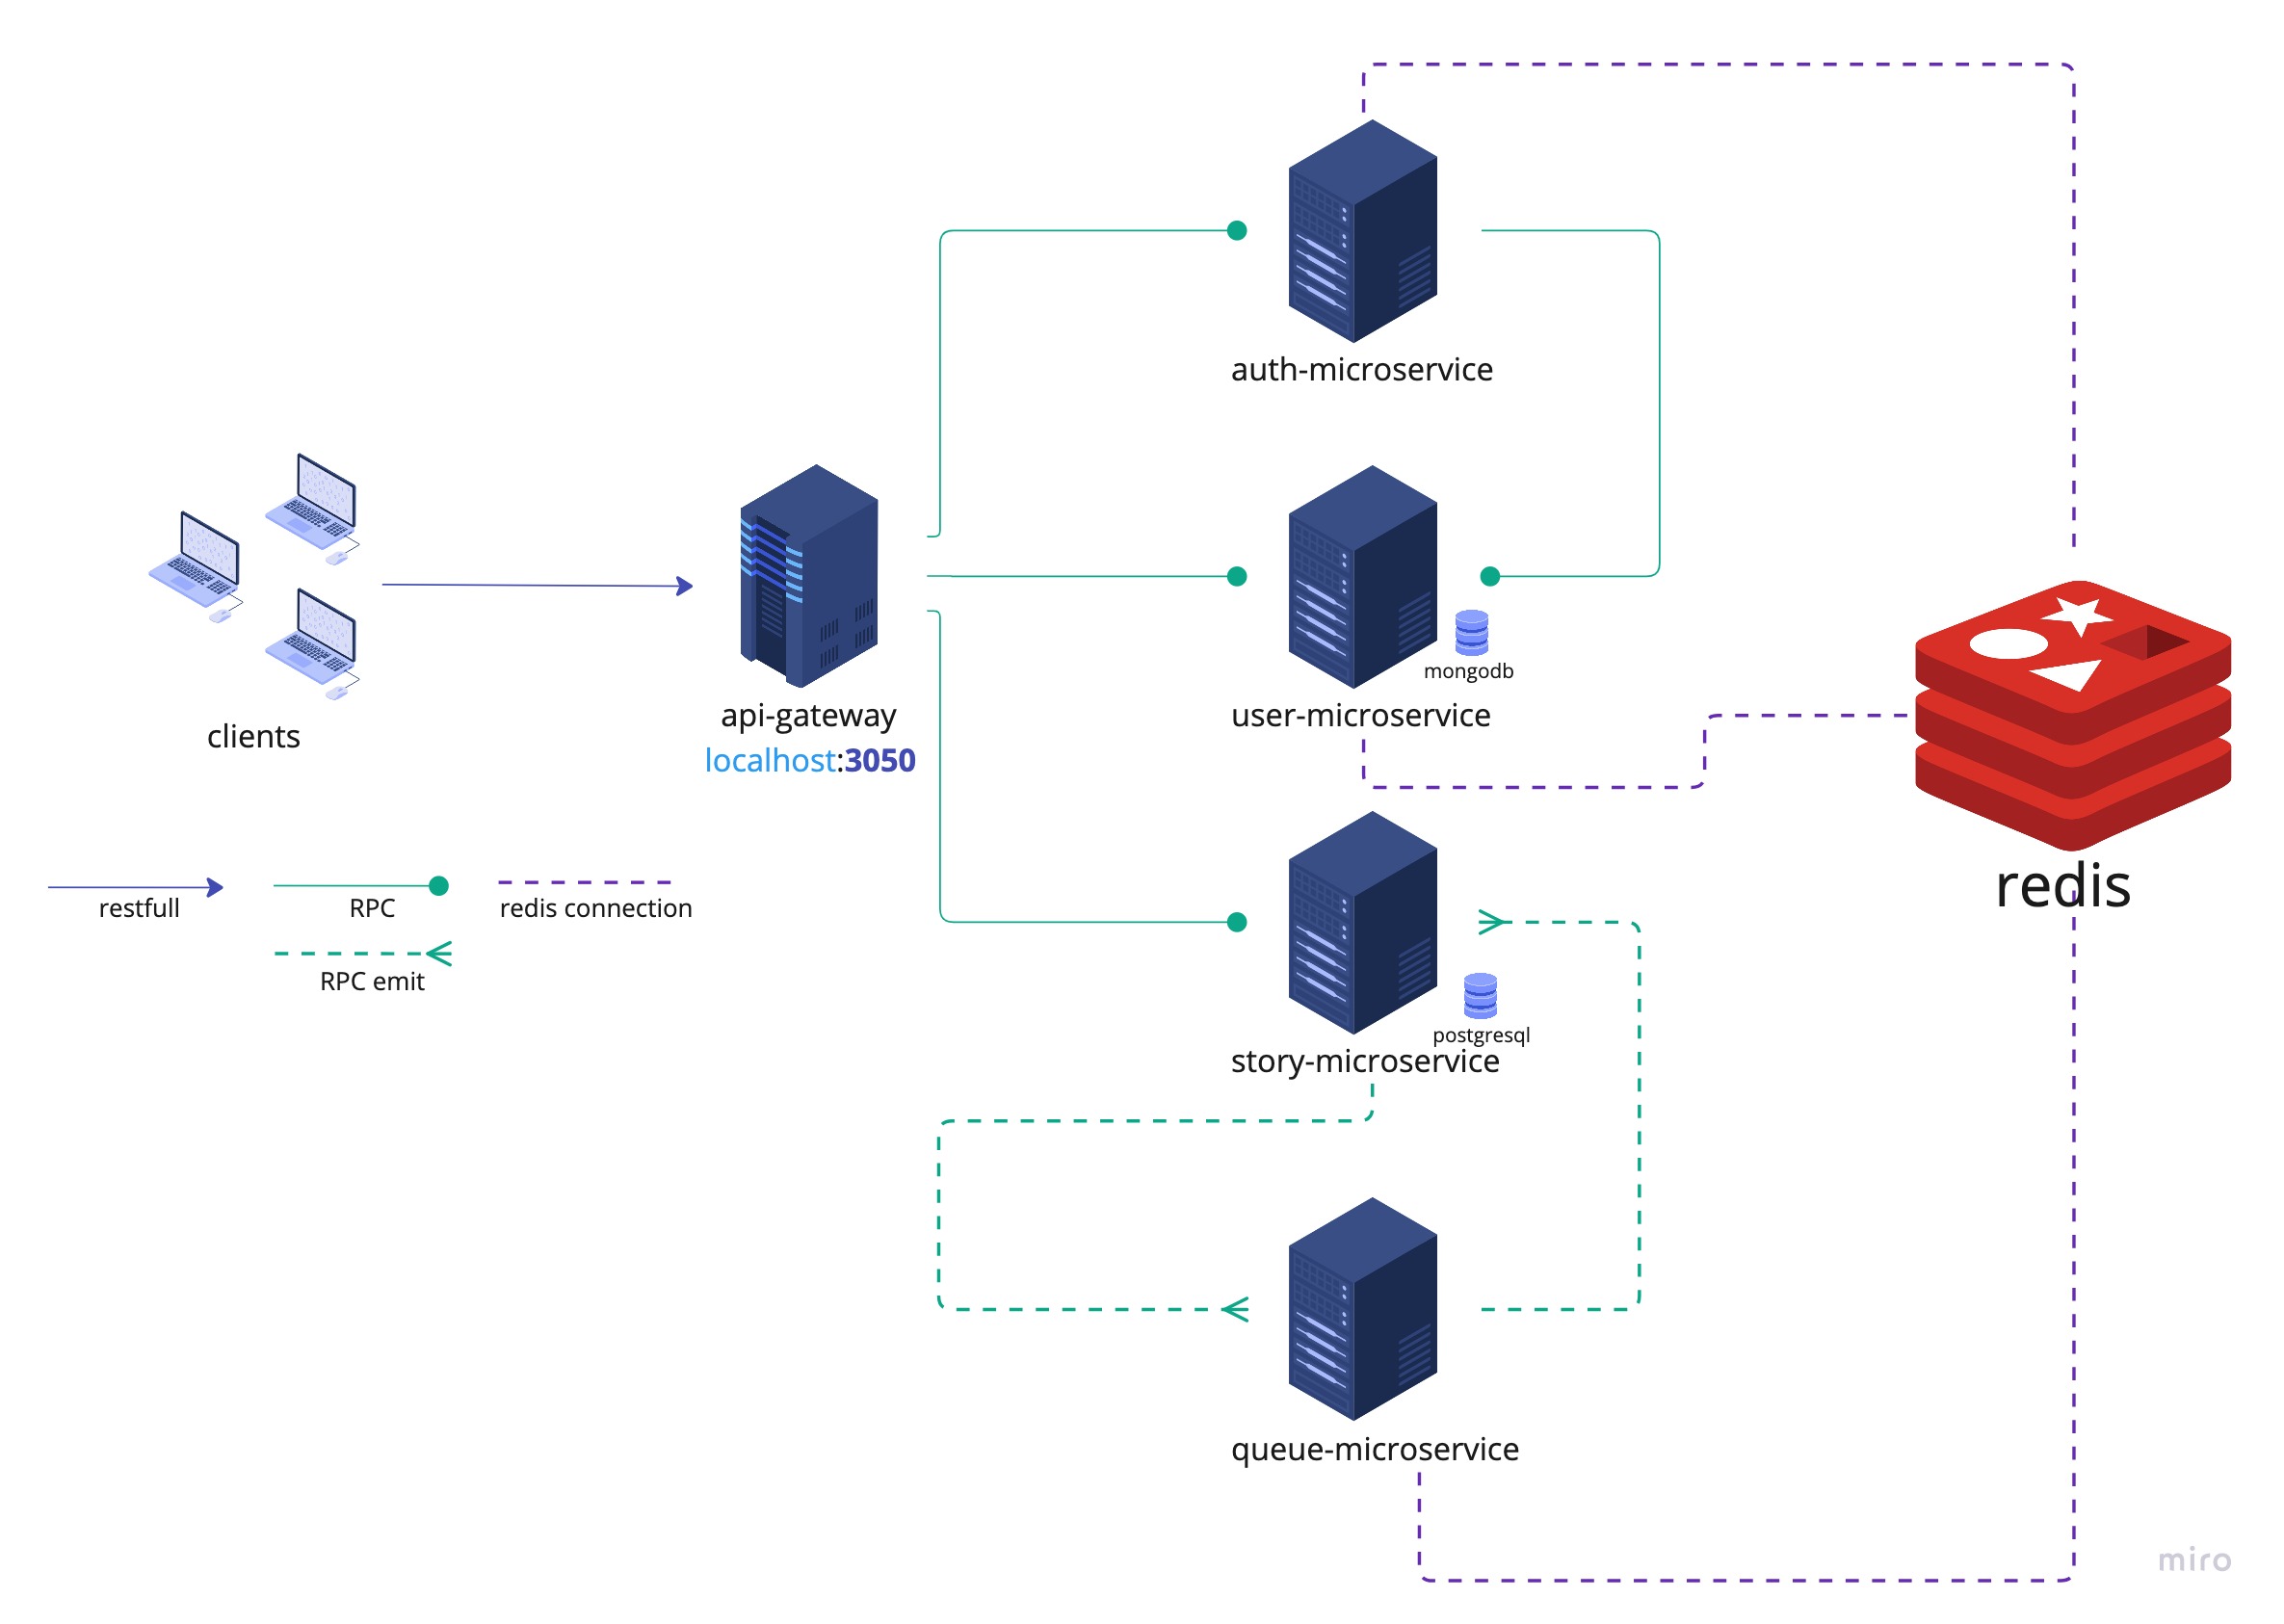 auth-microservice
clients
api-gateway
localhost:3050
mongodb
user-microservice
redis
restfull
RPC
redis connection
RPC emit
postgresql
story-microservice
queue-microservice
miro